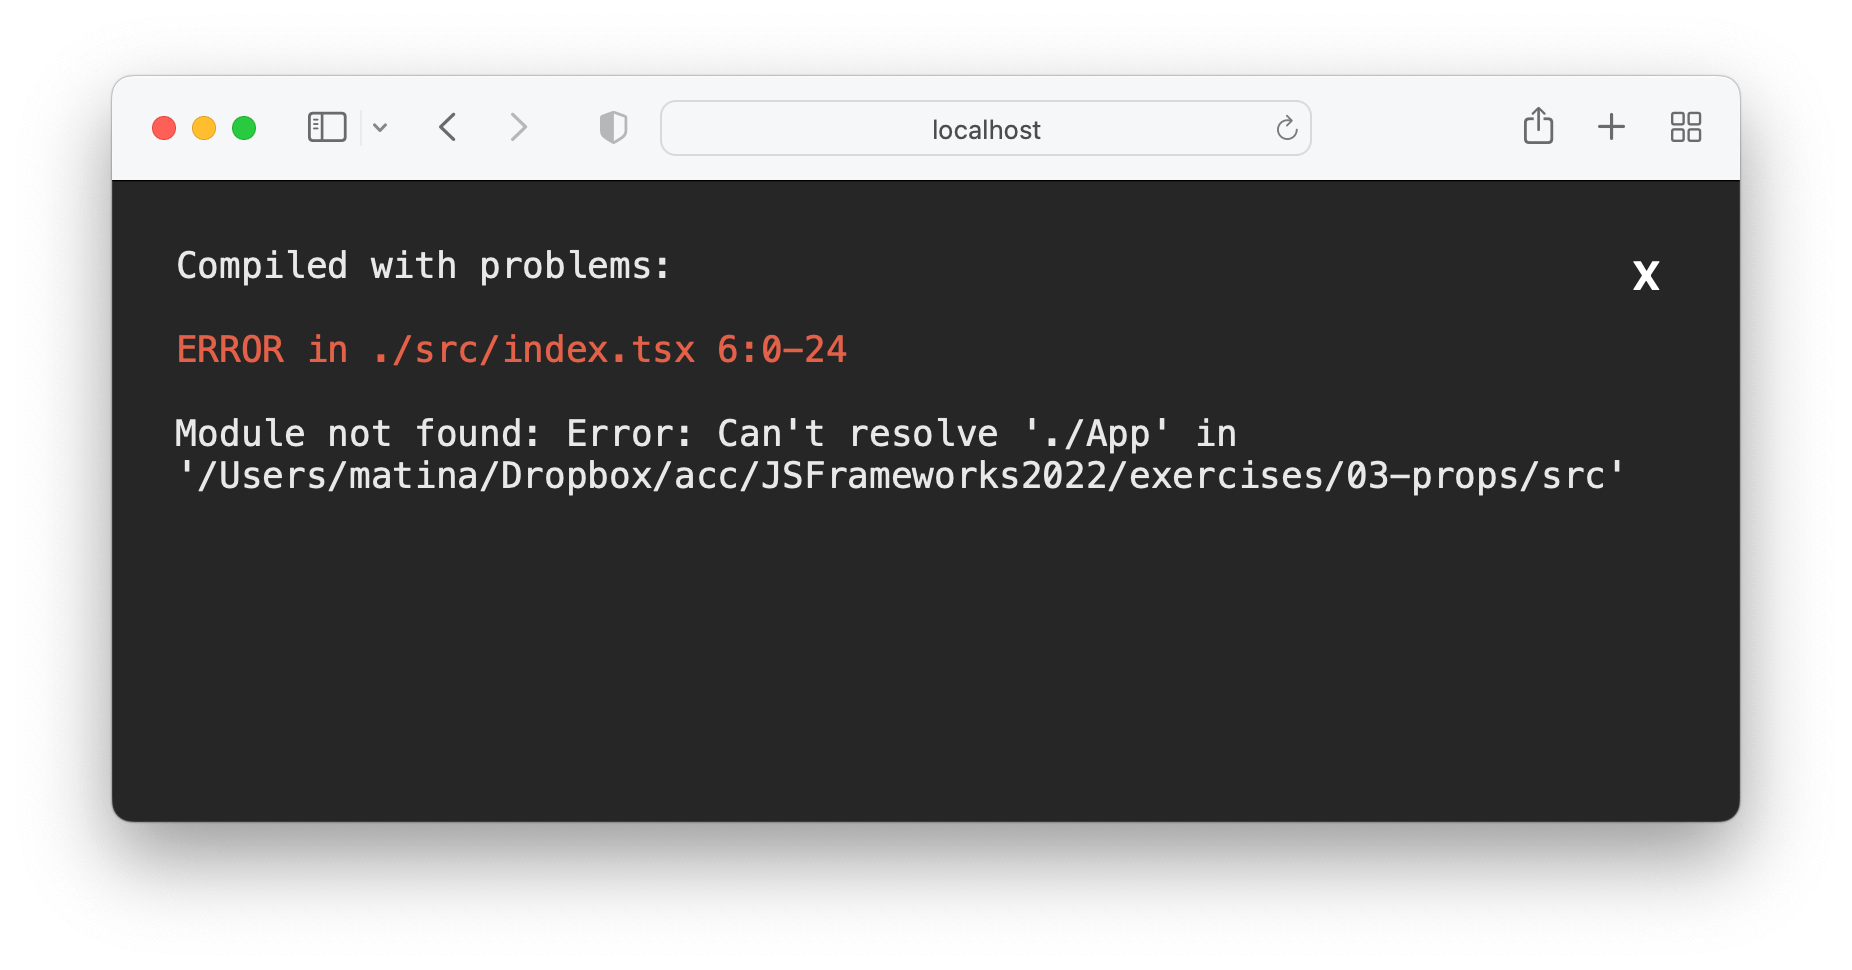 localhost
Compiled with problems:
X
ERROR in ./src/index.tsx 6:0-24
Module not found: Error: Can't resolve './App' in
'/Users/matina/Dropbox/acc/JSFrameworks2022/exercises/03-props/src'